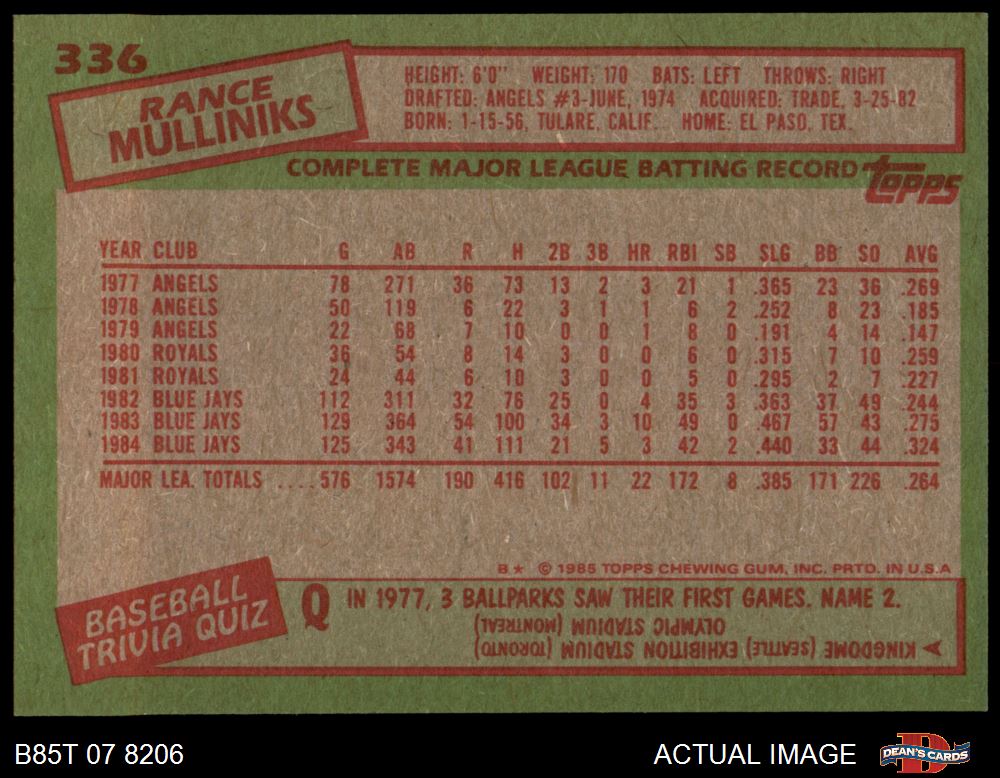 336
RANCE
MULLINIKS
HEIGHT: 6'0" WEIGHT: 170 BATS: LEFT THROWS: RIGHT
DRAFTED: ANGELS #3-JUNE, 1974 ACQUIRED: TRADE, 3-25-82
BORN: 1-15-56, TULARE, CALIF. HOME: EL PASO, TEX.
COMPLETE MAJOR LEAGUE BATTING RECORD topps
YEAR CLUB G AB R H 2B 3B HR RBI SB SLG BB SO AVG
1977 ANGELS 78 271 36 73 13 2 3 21 1 .365 23 36 .269
1978 ANGELS 50 119 6 22 3 1 1 6 2 .252 8 23 .185
1979 ANGELS 22 68 7 10 0 0 1 8 0 .191 4 14 .147
1980 ROYALS 36 54 8 14 3 0 0 6 0 .315 7 10 .259
1981 ROYALS 24 44 6 10 3 0 0 5 0 .295 2 7 .227
1982 BLUE JAYS 112 311 32 76 25 0 4 35 3 .363 37 49 .244
1983 BLUE JAYS 129 364 54 100 34 3 10 49 0 .467 57 43 .275
1984 BLUE JAYS 125 343 41 111 21 5 3 42 2 .440 33 44 .324
MAJOR LEA. TOTALS ....576 1574 190 416 102 11 22 172 8 .385 171 226 .264
B★ © 1985 TOPPS CHEWING GUM, INC. PRTD. IN U.S.A
BASEBALL
TRIVIA QUIZ
Q IN 1977, 3 BALLPARKS SAW THEIR FIRST GAMES. NAME 2.
KINGDOME (SEATTLE) EXHIBITION STADIUM (TORONTO)
OLYMPIC STADIUM (MONTREAL)
B85T 07 8206
ACTUAL IMAGE
D
DEAN'S CARDS